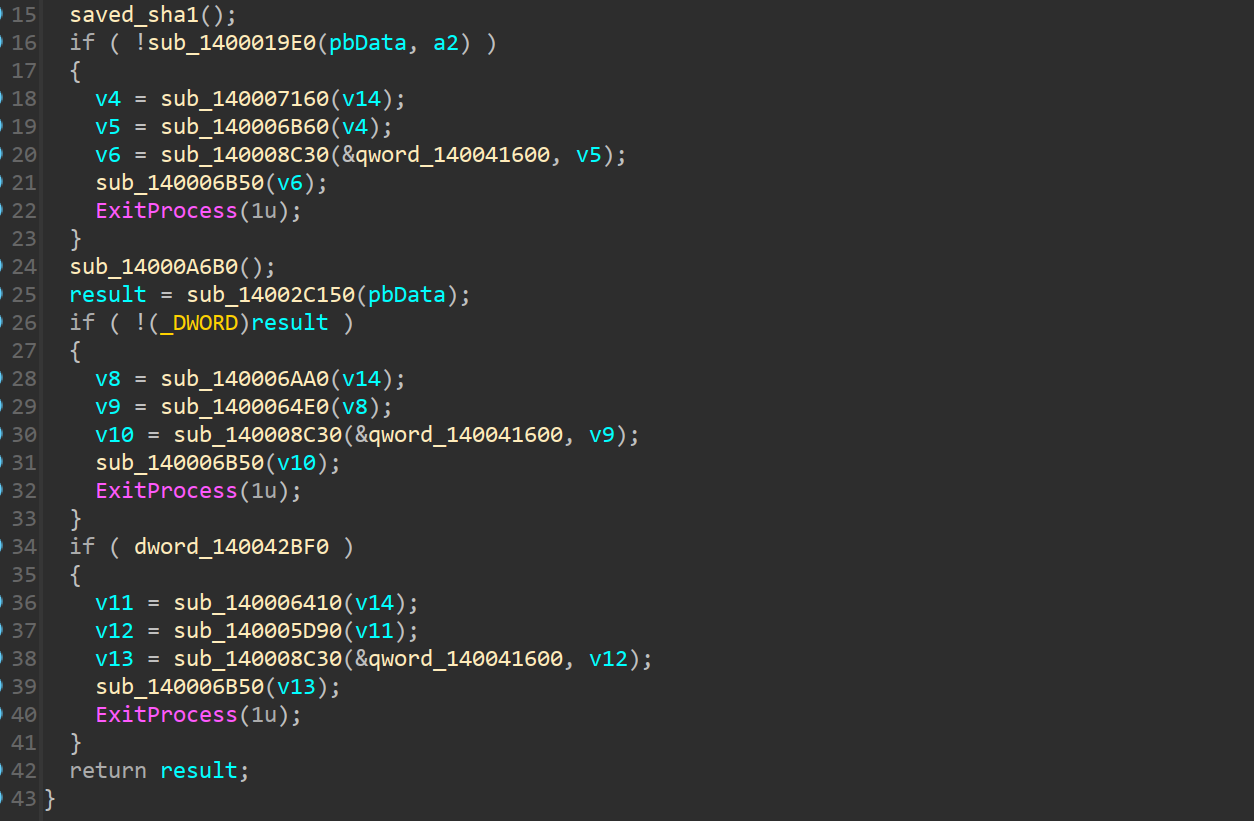 15   saved_sha1();
16   if ( !sub_1400019E0(pbData, a2) )
17   {
18     v4 = sub_140007160(v14);
19     v5 = sub_140006B60(v4);
20     v6 = sub_140008C30(&qword_140041600, v5);
21     sub_140006B50(v6);
22     ExitProcess(1u);
23   }
24   sub_14000A6B0();
25   result = sub_14002C150(pbData);
26   if ( !(_DWORD)result )
27   {
28     v8 = sub_140006AA0(v14);
29     v9 = sub_1400064E0(v8);
30     v10 = sub_140008C30(&qword_140041600, v9);
31     sub_140006B50(v10);
32     ExitProcess(1u);
33   }
34   if ( dword_140042BF0 )
35   {
36     v11 = sub_140006410(v14);
37     v12 = sub_140005D90(v11);
38     v13 = sub_140008C30(&qword_140041600, v12);
39     sub_140006B50(v13);
40     ExitProcess(1u);
41   }
42   return result;
43 }